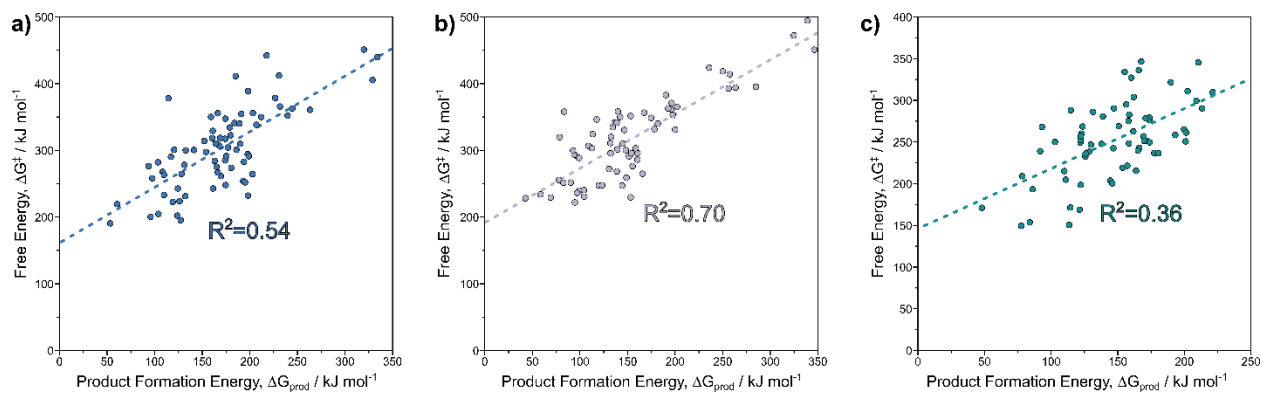 a)
500
400
300
200
100
0
Free Energy, ΔG‡ / kJ mol⁻¹
R²=0.54
0 50 100 150 200 250 300 350
Product Formation Energy, ΔGprod / kJ mol⁻¹
b)
500
400
300
200
100
0
Free Energy, ΔG‡ / kJ mol⁻¹
R²=0.70
0 50 100 150 200 250 300 350
Product Formation Energy, ΔGprod / kJ mol⁻¹
c)
400
350
300
250
200
150
100
50
0
Free Energy, ΔG‡ / kJ mol⁻¹
R²=0.36
0 50 100 150 200 250
Product Formation Energy, ΔGprod / kJ mol⁻¹